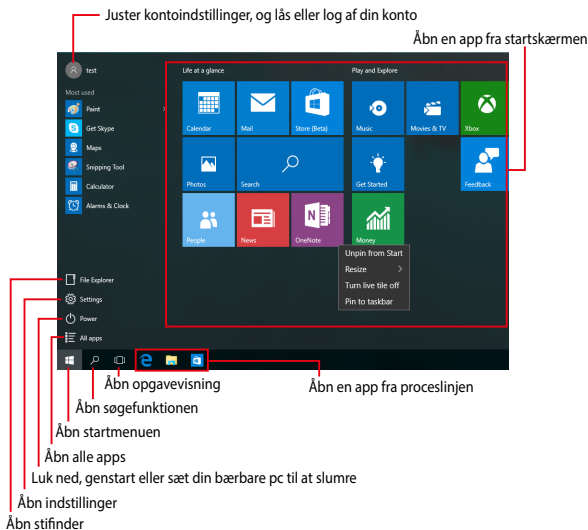 Juster kontoindstillinger, og lås eller log af din konto
Åbn en app fra startskærmen
test
Life at a glance
Play and Explore
Most used
Paint
Get Skype
Maps
Snipping Tool
Calculator
Alarms & Clock
Calendar
Mail
Store (Beta)
Music
Movies & TV
Xbox
Photos
Search
Get Started
Feedback
People
News
OneNote
Money
Unpin from Start
Resize
Turn live tile off
Pin to taskbar
File Explorer
Settings
Power
All apps
Åbn opgavevisning
Åbn en app fra proceslinjen
Åbn søgefunktionen
Åbn startmenuen
Åbn alle apps
Luk ned, genstart eller sæt din bærbare pc til at slumre
Åbn indstillinger
Åbn stifinder